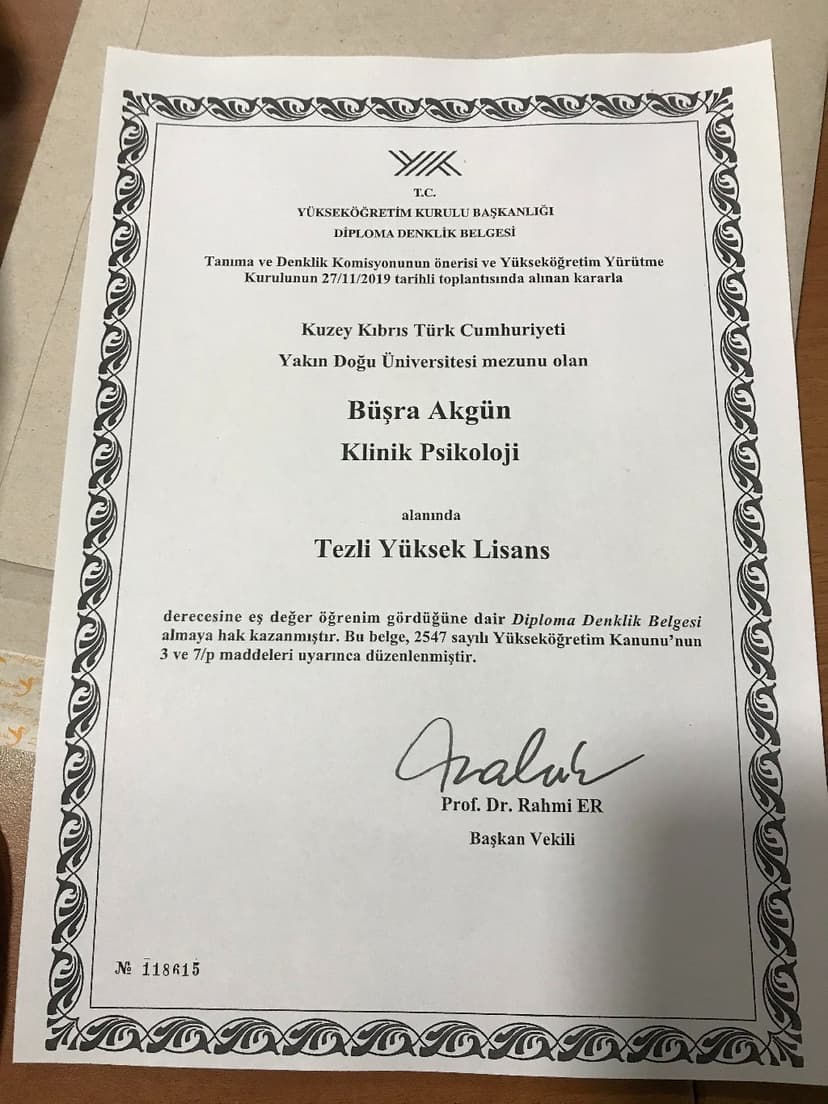 T.C.
YÜKSEKÖĞRETİM KURULU BAŞKANLIĞI
DİPLOMA DENKLİK BELGESİ
Tanıma ve Denklik Komisyonunun önerisi ve Yükseköğretim Yürütme
Kurulunun 27/11/2019 tarihli toplantısında alınan kararla
Kuzey Kıbrıs Türk Cumhuriyeti
Yakın Doğu Üniversitesi mezunu olan
Büşra Akgün
Klinik Psikoloji
alanında
Tezli Yüksek Lisans
derecesine eş değer öğrenim gördüğüne dair Diploma Denklik Belgesi
almaya hak kazanmıştır. Bu belge, 2547 sayılı Yükseköğretim Kanunu'nun
3 ve 7/p maddeleri uyarınca düzenlenmiştir.
Prof. Dr. Rahmi ER
Başkan Vekili
№ 118615